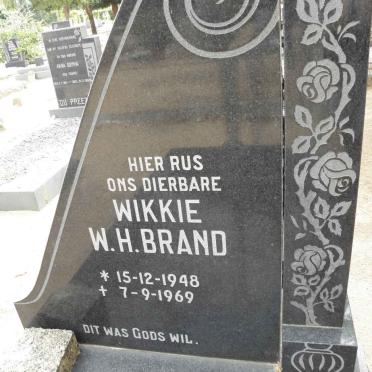 HIER RUS
ONS DIERBARE
WIKKIE
W.H. BRAND
* 15-12-1948
† 7-9-1969
DIT WAS GODS WIL.